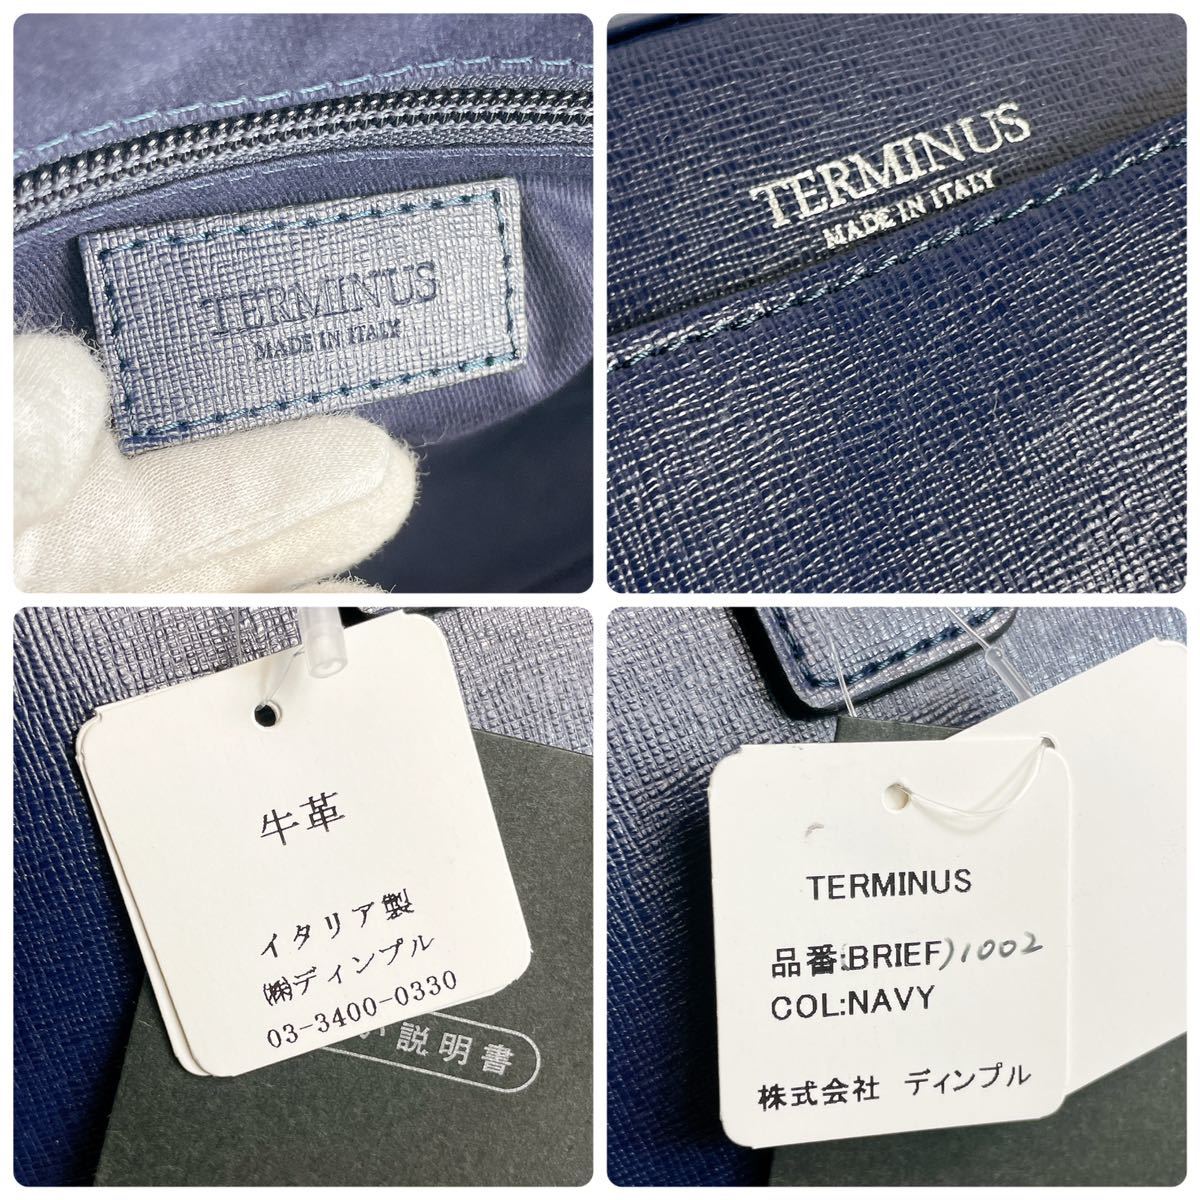 TERMINUS
MADE IN ITALY
TERMINUS
MADE IN ITALY
牛革
イタリア製
㈱ディンプル
03-3400-0330
説明書
TERMINUS
品番:(BRIEF)1002
COL:NAVY
株式会社 ディンプル